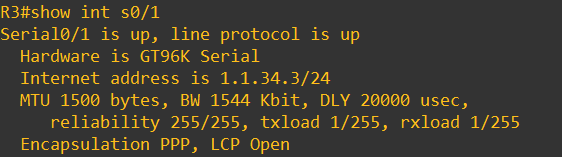 R3#show int s0/1
Serial0/1 is up, line protocol is up
  Hardware is GT96K Serial
  Internet address is 1.1.34.3/24
  MTU 1500 bytes, BW 1544 Kbit, DLY 20000 usec,
     reliability 255/255, txload 1/255, rxload 1/255
  Encapsulation PPP, LCP Open